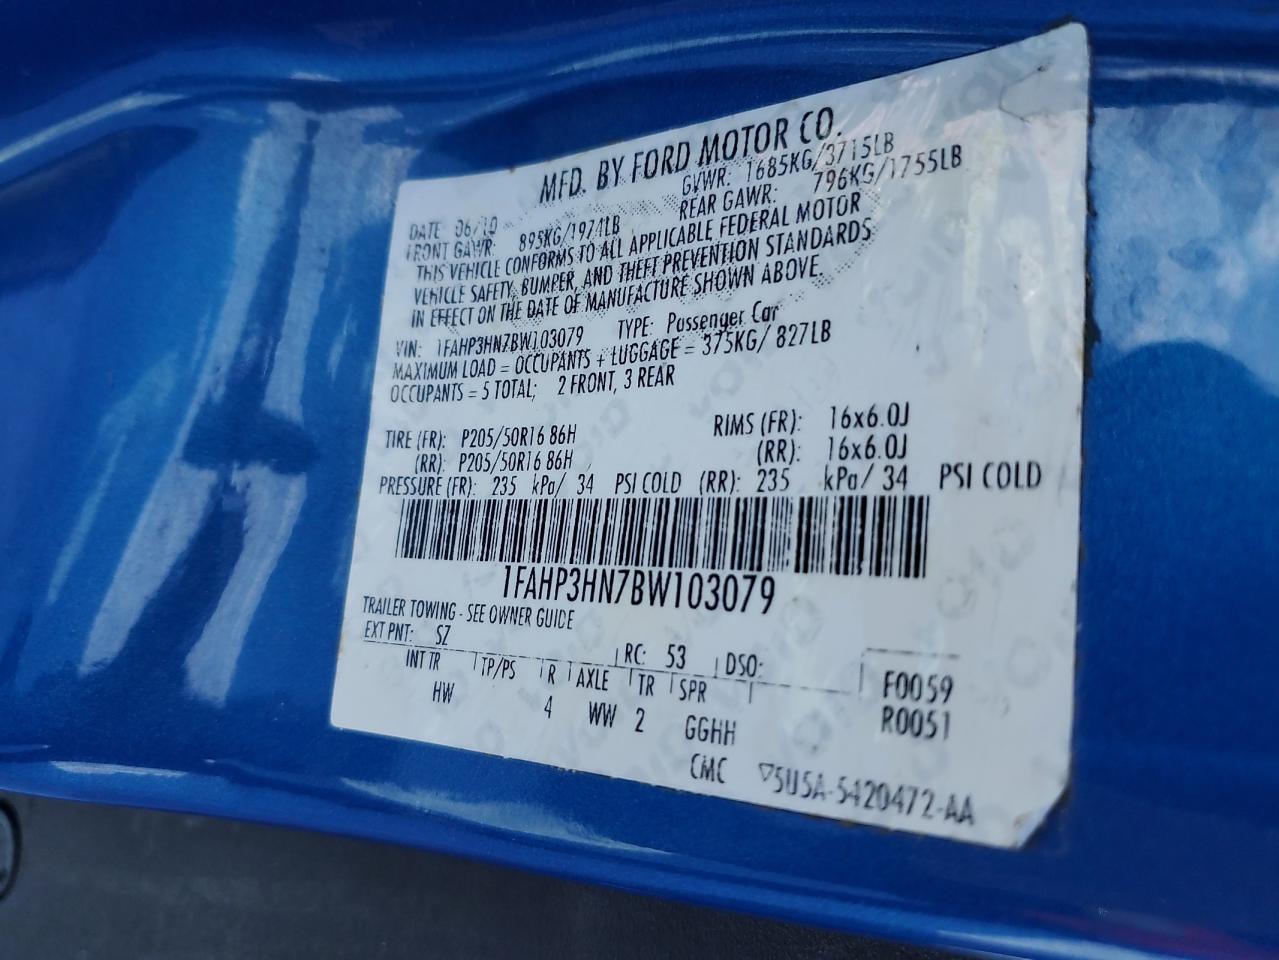 MFD. BY FORD MOTOR CO.
DATE: 06/10 GVWR: 1685KG/3715LB
FRONT GAWR: 895KG/1974LB REAR GAWR: 796KG/1755LB
THIS VEHICLE CONFORMS TO ALL APPLICABLE FEDERAL MOTOR
VEHICLE SAFETY, BUMPER, AND THEFT PREVENTION STANDARDS
IN EFFECT ON THE DATE OF MANUFACTURE SHOWN ABOVE.
VIN: 1FAHP3HN7BW103079 TYPE: Passenger Car
MAXIMUM LOAD = OCCUPANTS + LUGGAGE = 375KG/ 827LB
OCCUPANTS = 5 TOTAL; 2 FRONT, 3 REAR
TIRE (FR): P205/50R16 86H RIMS (FR): 16x6.0J
(RR): P205/50R16 86H (RR): 16x6.0J
PRESSURE (FR): 235 kPa/ 34 PSI COLD (RR): 235 kPa/ 34 PSI COLD
1FAHP3HN7BW103079
TRAILER TOWING - SEE OWNER GUIDE
EXT PNT: SZ RC: 53 DSO:
INT TR TP/PS R AXLE TR SPR F0059
HW 4 WW 2 GGHH R0051
CMC ▽5U5A-5420472-AA